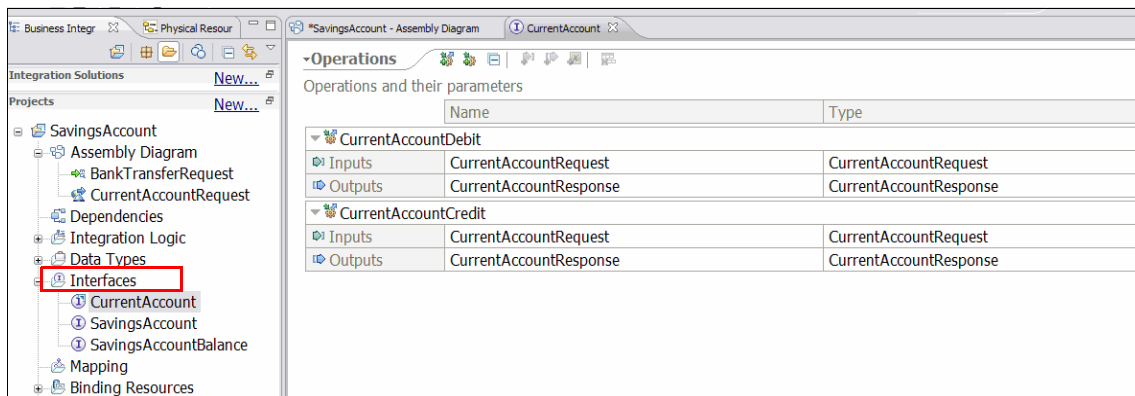 Business Integr
Physical Resour
*SavingsAccount - Assembly Diagram
CurrentAccount
Integration Solutions
New...
Projects
New...
SavingsAccount
Assembly Diagram
BankTransferRequest
CurrentAccountRequest
Dependencies
Integration Logic
Data Types
Interfaces
CurrentAccount
SavingsAccount
SavingsAccountBalance
Mapping
Binding Resources
Operations
Operations and their parameters
Name Type
CurrentAccountDebit
Inputs CurrentAccountRequest CurrentAccountRequest
Outputs CurrentAccountResponse CurrentAccountResponse
CurrentAccountCredit
Inputs CurrentAccountRequest CurrentAccountRequest
Outputs CurrentAccountResponse CurrentAccountResponse